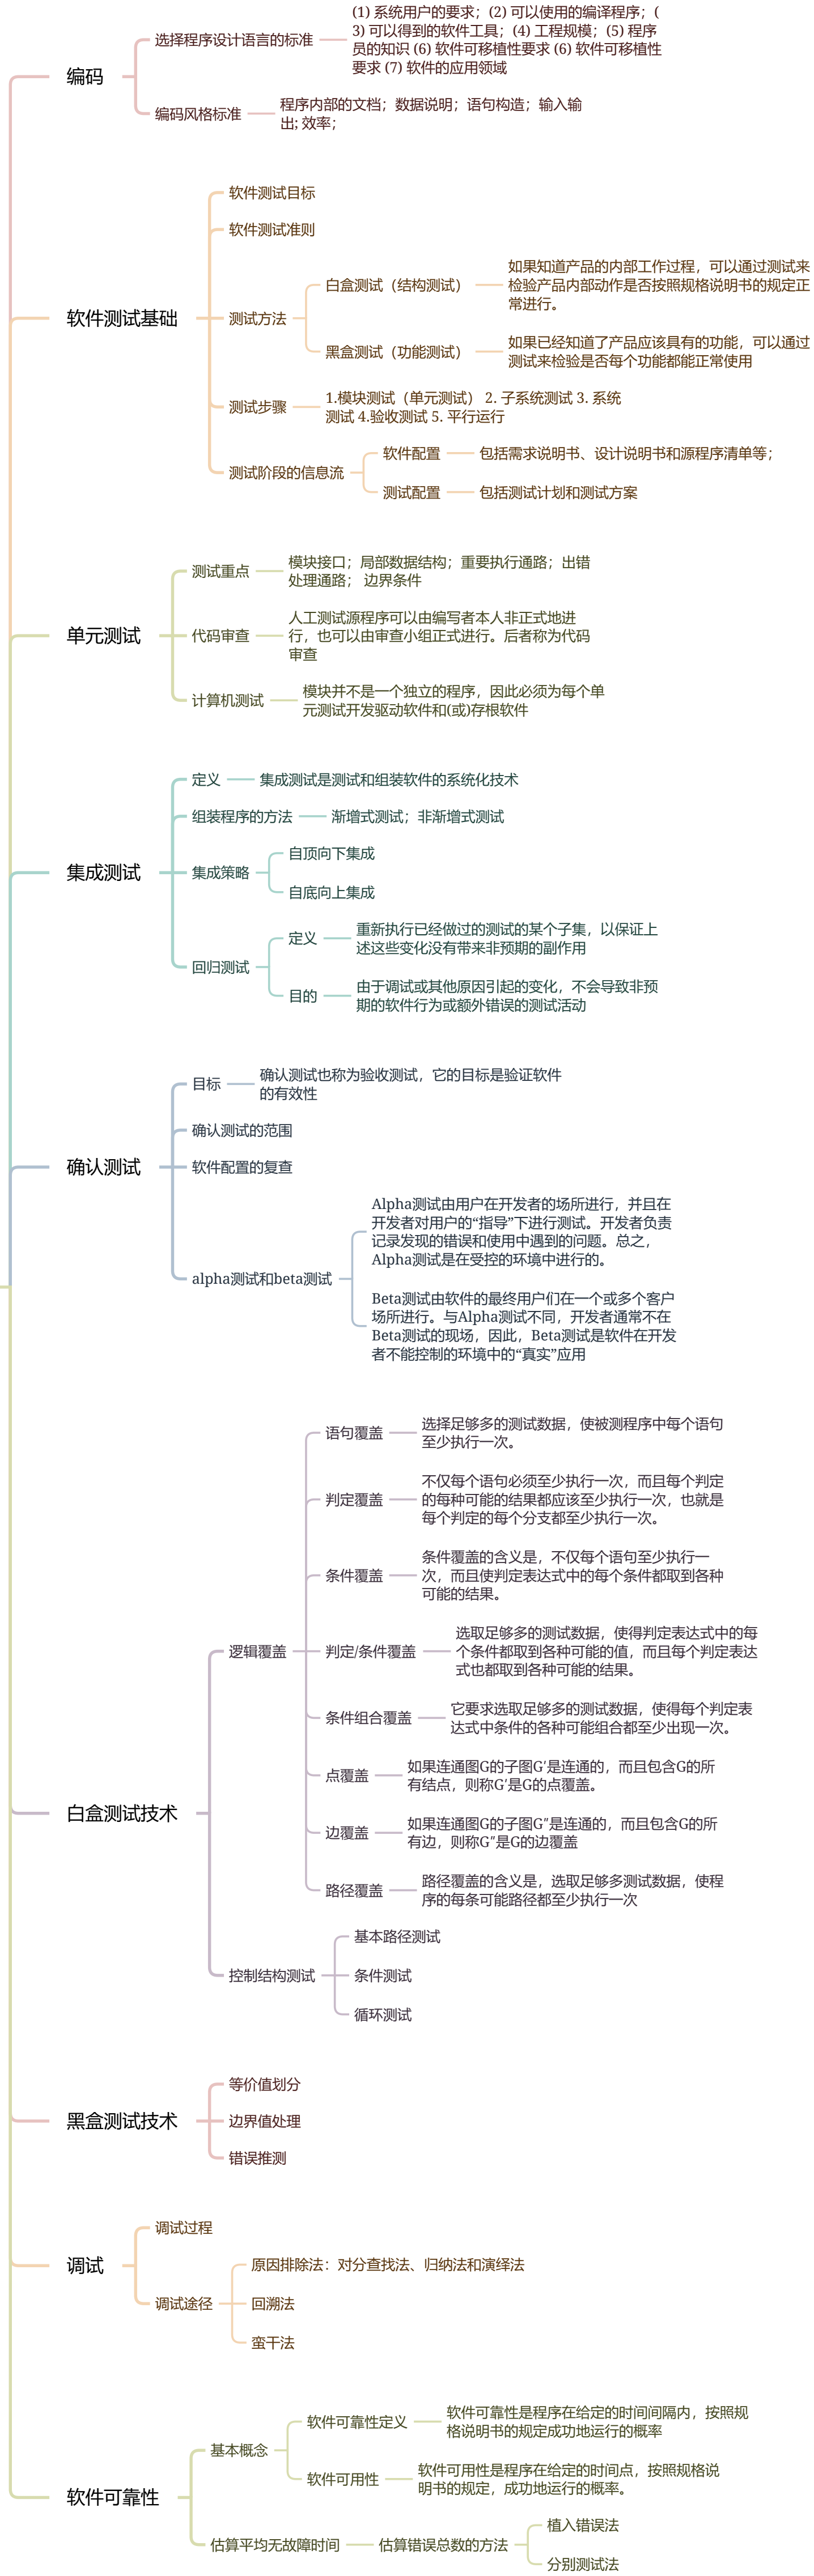 编码
选择程序设计语言的标准
(1) 系统用户的要求；(2) 可以使用的编译程序；(
3) 可以得到的软件工具；(4) 工程规模；(5) 程序
员的知识 (6) 软件可移植性要求 (6) 软件可移植性
要求 (7) 软件的应用领域
编码风格标准
程序内部的文档；数据说明；语句构造；输入输
出; 效率；
软件测试基础
软件测试目标
软件测试准则
测试方法
白盒测试（结构测试）
如果知道产品的内部工作过程，可以通过测试来
检验产品内部动作是否按照规格说明书的规定正
常进行。
黑盒测试（功能测试）
如果已经知道了产品应该具有的功能，可以通过
测试来检验是否每个功能都能正常使用
测试步骤
1.模块测试（单元测试） 2. 子系统测试 3. 系统
测试 4.验收测试 5. 平行运行
测试阶段的信息流
软件配置
包括需求说明书、设计说明书和源程序清单等；
测试配置
包括测试计划和测试方案
单元测试
测试重点
模块接口；局部数据结构；重要执行通路；出错
处理通路； 边界条件
代码审查
人工测试源程序可以由编写者本人非正式地进
行，也可以由审查小组正式进行。后者称为代码
审查
计算机测试
模块并不是一个独立的程序，因此必须为每个单
元测试开发驱动软件和(或)存根软件
集成测试
定义
集成测试是测试和组装软件的系统化技术
组装程序的方法
渐增式测试；非渐增式测试
集成策略
自顶向下集成
自底向上集成
回归测试
定义
重新执行已经做过的测试的某个子集，以保证上
述这些变化没有带来非预期的副作用
目的
由于调试或其他原因引起的变化，不会导致非预
期的软件行为或额外错误的测试活动
确认测试
目标
确认测试也称为验收测试，它的目标是验证软件
的有效性
确认测试的范围
软件配置的复查
alpha测试和beta测试
Alpha测试由用户在开发者的场所进行，并且在
开发者对用户的“指导”下进行测试。开发者负责
记录发现的错误和使用中遇到的问题。总之，
Alpha测试是在受控的环境中进行的。
Beta测试由软件的最终用户们在一个或多个客户
场所进行。与Alpha测试不同，开发者通常不在
Beta测试的现场，因此，Beta测试是软件在开发
者不能控制的环境中的“真实”应用
白盒测试技术
逻辑覆盖
语句覆盖
选择足够多的测试数据，使被测程序中每个语句
至少执行一次。
判定覆盖
不仅每个语句必须至少执行一次，而且每个判定
的每种可能的结果都应该至少执行一次，也就是
每个判定的每个分支都至少执行一次。
条件覆盖
条件覆盖的含义是，不仅每个语句至少执行一
次，而且使判定表达式中的每个条件都取到各种
可能的结果。
判定/条件覆盖
选取足够多的测试数据，使得判定表达式中的每
个条件都取到各种可能的值，而且每个判定表达
式也都取到各种可能的结果。
条件组合覆盖
它要求选取足够多的测试数据，使得每个判定表
达式中条件的各种可能组合都至少出现一次。
点覆盖
如果连通图G的子图G′是连通的，而且包含G的所
有结点，则称G′是G的点覆盖。
边覆盖
如果连通图G的子图G″是连通的，而且包含G的所
有边，则称G″是G的边覆盖
路径覆盖
路径覆盖的含义是，选取足够多测试数据，使程
序的每条可能路径都至少执行一次
控制结构测试
基本路径测试
条件测试
循环测试
黑盒测试技术
等价值划分
边界值处理
错误推测
调试
调试过程
调试途径
原因排除法：对分查找法、归纳法和演绎法
回溯法
蛮干法
软件可靠性
基本概念
软件可靠性定义
软件可靠性是程序在给定的时间间隔内，按照规
格说明书的规定成功地运行的概率
软件可用性
软件可用性是程序在给定的时间点，按照规格说
明书的规定，成功地运行的概率。
估算平均无故障时间
估算错误总数的方法
植入错误法
分别测试法